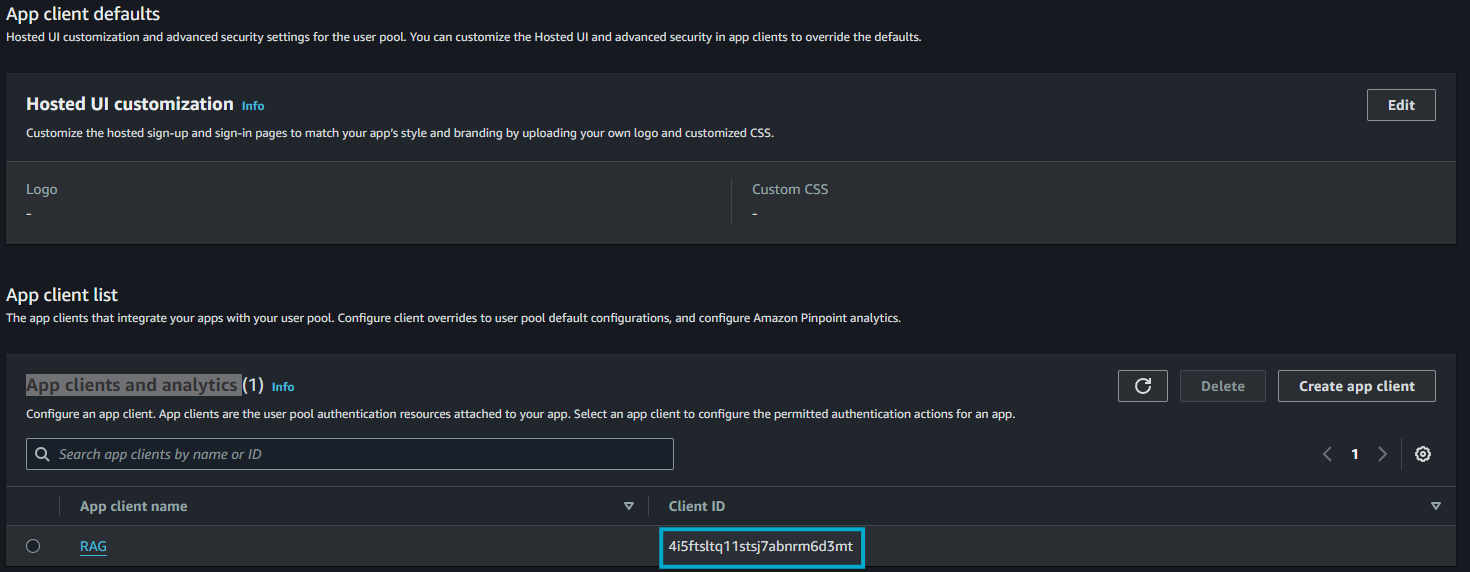 App client defaults
Hosted UI customization and advanced security settings for the user pool. You can customize the Hosted UI and advanced security in app clients to override the defaults.
Hosted UI customization Info
Edit
Customize the hosted sign-up and sign-in pages to match your app's style and branding by uploading your own logo and customized CSS.
Logo
-
Custom CSS
-
App client list
The app clients that integrate your apps with your user pool. Configure client overrides to user pool default configurations, and configure Amazon Pinpoint analytics.
App clients and analytics (1) Info
Delete
Create app client
Configure an app client. App clients are the user pool authentication resources attached to your app. Select an app client to configure the permitted authentication actions for an app.
Search app clients by name or ID
1
App client name
Client ID
RAG
4i5ftsltq11stsj7abnrm6d3mt